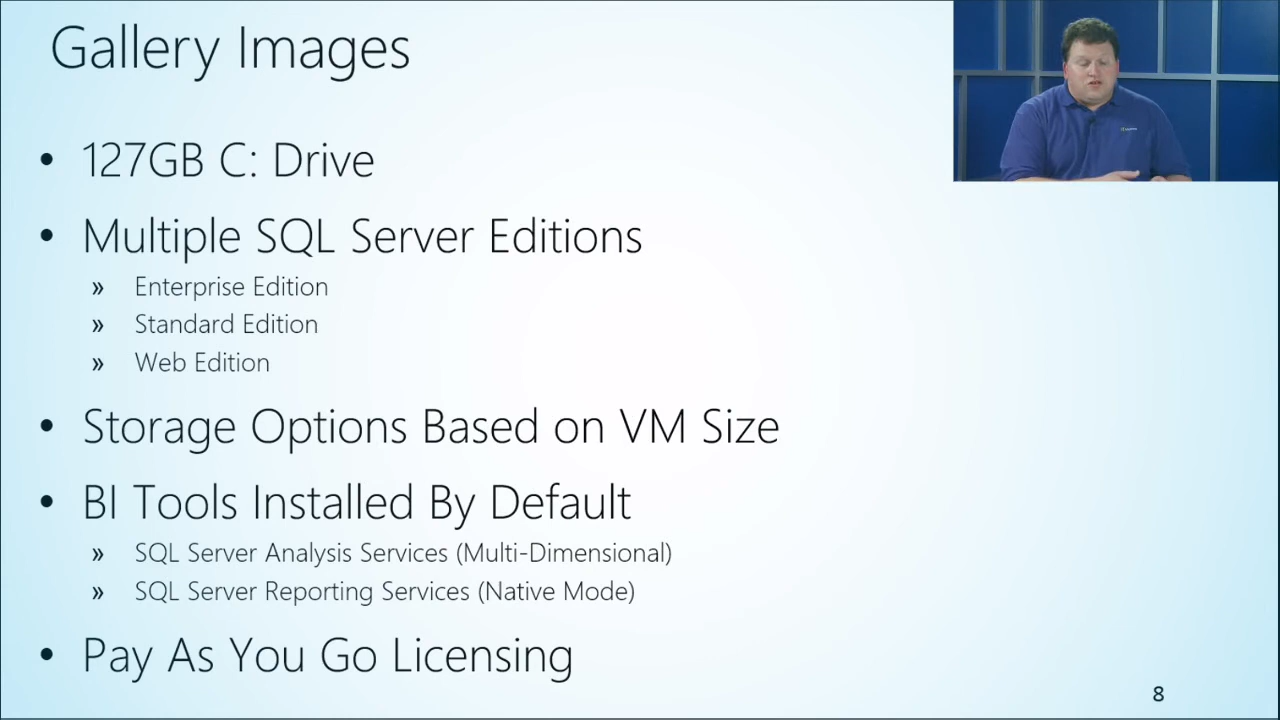 Gallery Images
• 127GB C: Drive
• Multiple SQL Server Editions
» Enterprise Edition
» Standard Edition
» Web Edition
• Storage Options Based on VM Size
• BI Tools Installed By Default
» SQL Server Analysis Services (Multi-Dimensional)
» SQL Server Reporting Services (Native Mode)
• Pay As You Go Licensing
8